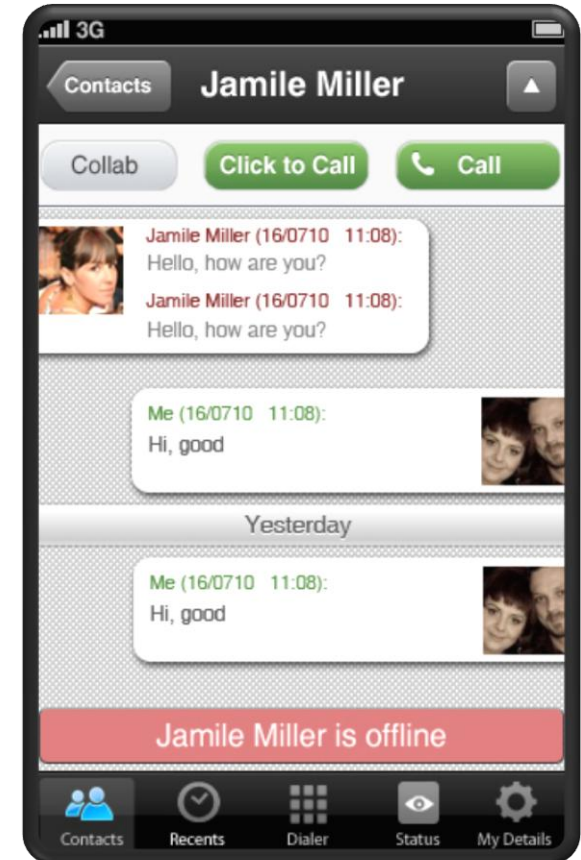 3G
Contacts
Jamile Miller
Collab
Click to Call
Call
Jamile Miller (16/0710 11:08):
Hello, how are you?
Jamile Miller (16/0710 11:08):
Hello, how are you?
Me (16/0710 11:08):
Hi, good
Yesterday
Me (16/0710 11:08):
Hi, good
Jamile Miller is offline
Contacts
Recents
Dialer
Status
My Details